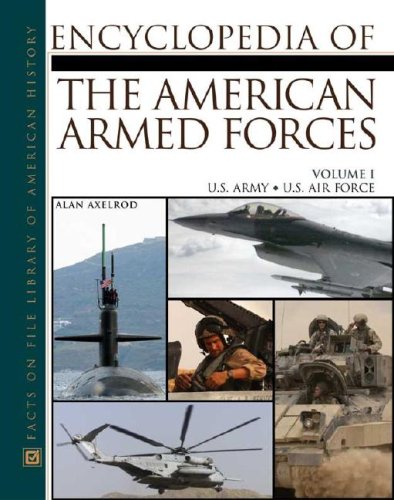 ENCYCLOPEDIA OF
THE AMERICAN
ARMED FORCES
VOLUME I
U.S. ARMY ◆ U.S. AIR FORCE
ALAN AXELROD
FACTS ON FILE LIBRARY OF AMERICAN HISTORY